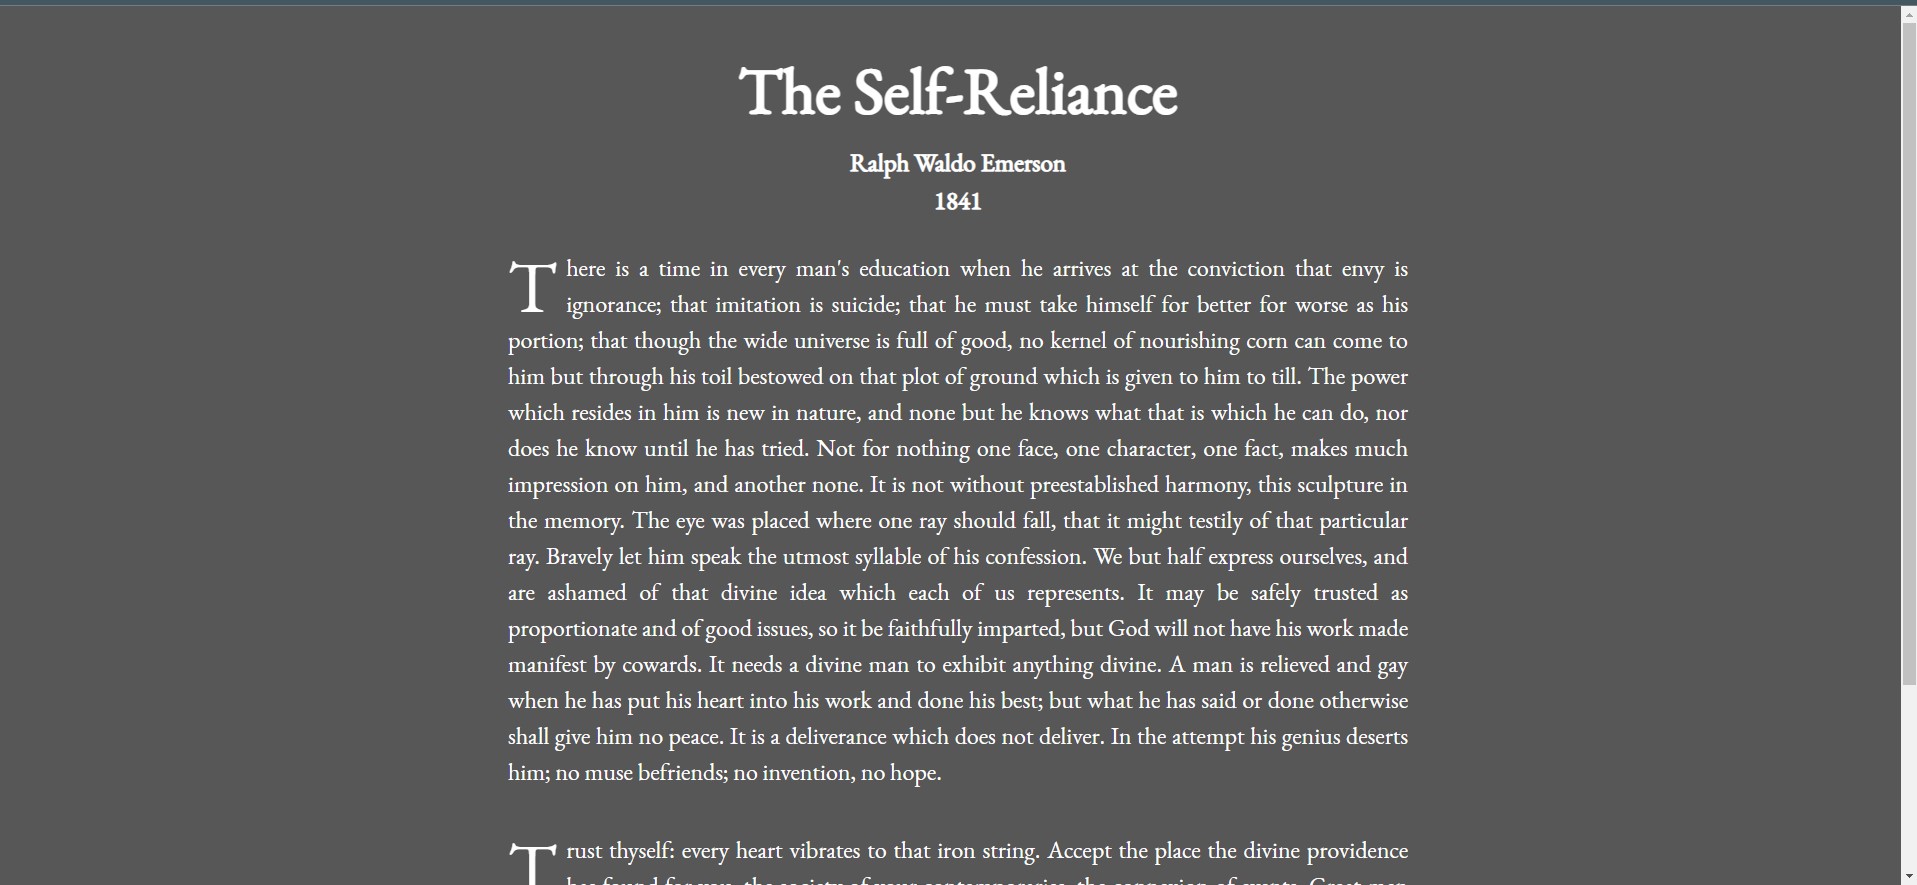 The Self-Reliance
Ralph Waldo Emerson
1841
There is a time in every man's education when he arrives at the conviction that envy is
ignorance; that imitation is suicide; that he must take himself for better for worse as his
portion; that though the wide universe is full of good, no kernel of nourishing corn can come to
him but through his toil bestowed on that plot of ground which is given to him to till. The power
which resides in him is new in nature, and none but he knows what that is which he can do, nor
does he know until he has tried. Not for nothing one face, one character, one fact, makes much
impression on him, and another none. It is not without preestablished harmony, this sculpture in
the memory. The eye was placed where one ray should fall, that it might testily of that particular
ray. Bravely let him speak the utmost syllable of his confession. We but half express ourselves, and
are ashamed of that divine idea which each of us represents. It may be safely trusted as
proportionate and of good issues, so it be faithfully imparted, but God will not have his work made
manifest by cowards. It needs a divine man to exhibit anything divine. A man is relieved and gay
when he has put his heart into his work and done his best; but what he has said or done otherwise
shall give him no peace. It is a deliverance which does not deliver. In the attempt his genius deserts
him; no muse befriends; no invention, no hope.
Trust thyself: every heart vibrates to that iron string. Accept the place the divine providence